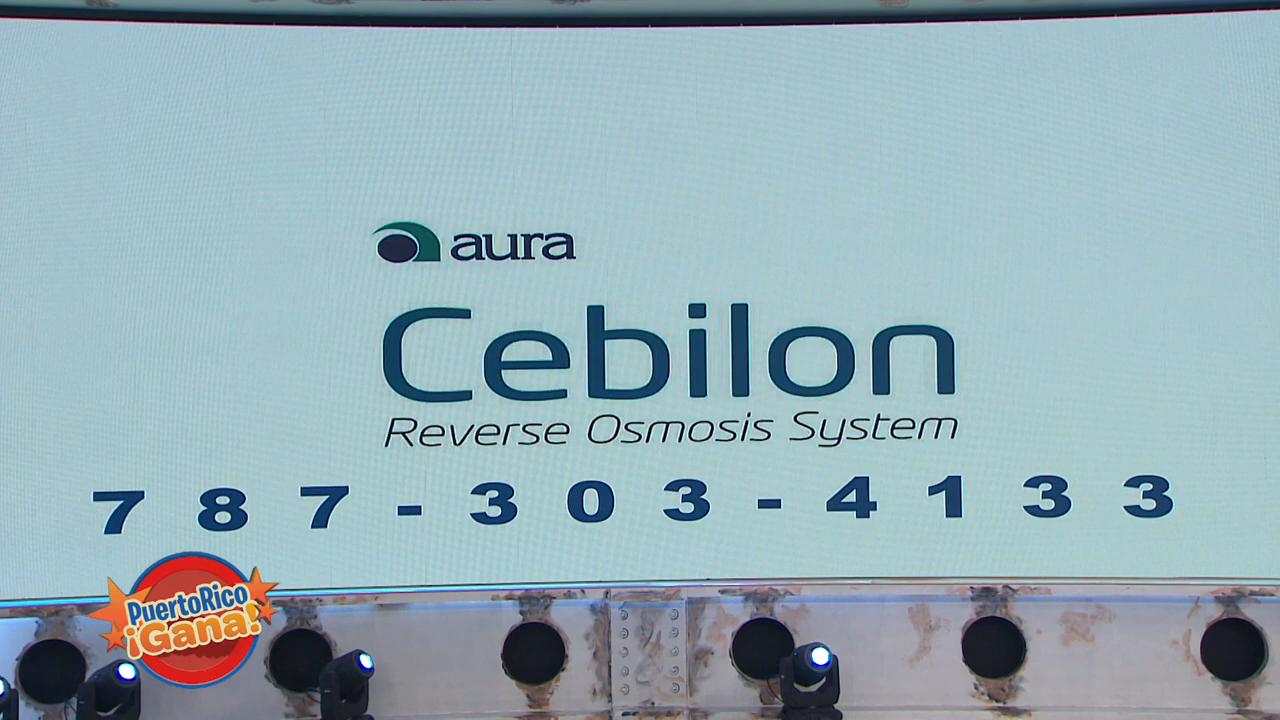 aura
Cebilon
Reverse Osmosis System
787-303-4133
PuertoRico
¡Gana!